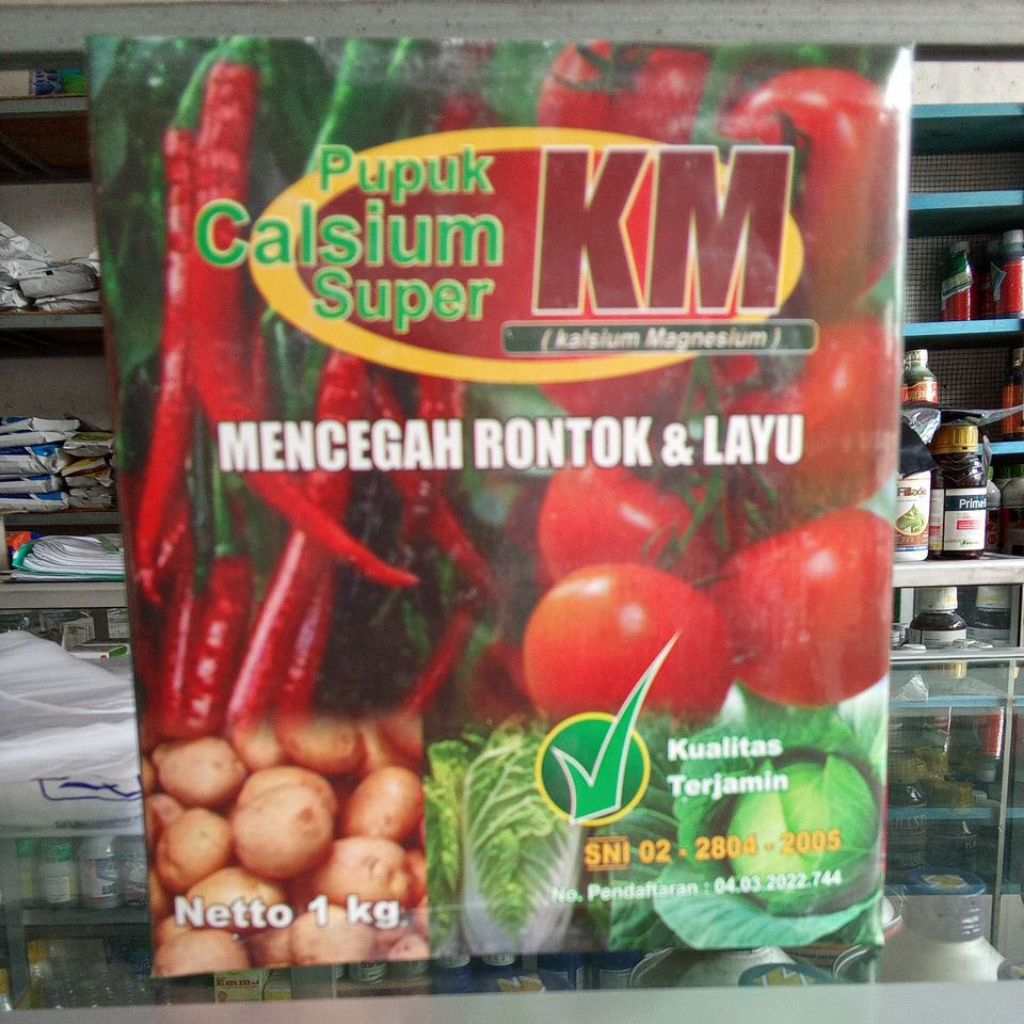 Pupuk
Calsium
Super
KM
( kalsium Magnesium )
MENCEGAH RONTOK & LAYU
Kualitas
Terjamin
SNI 02 - 2804 - 2005
No. Pendaftaran : 04.03.2022.744
Netto 1 kg